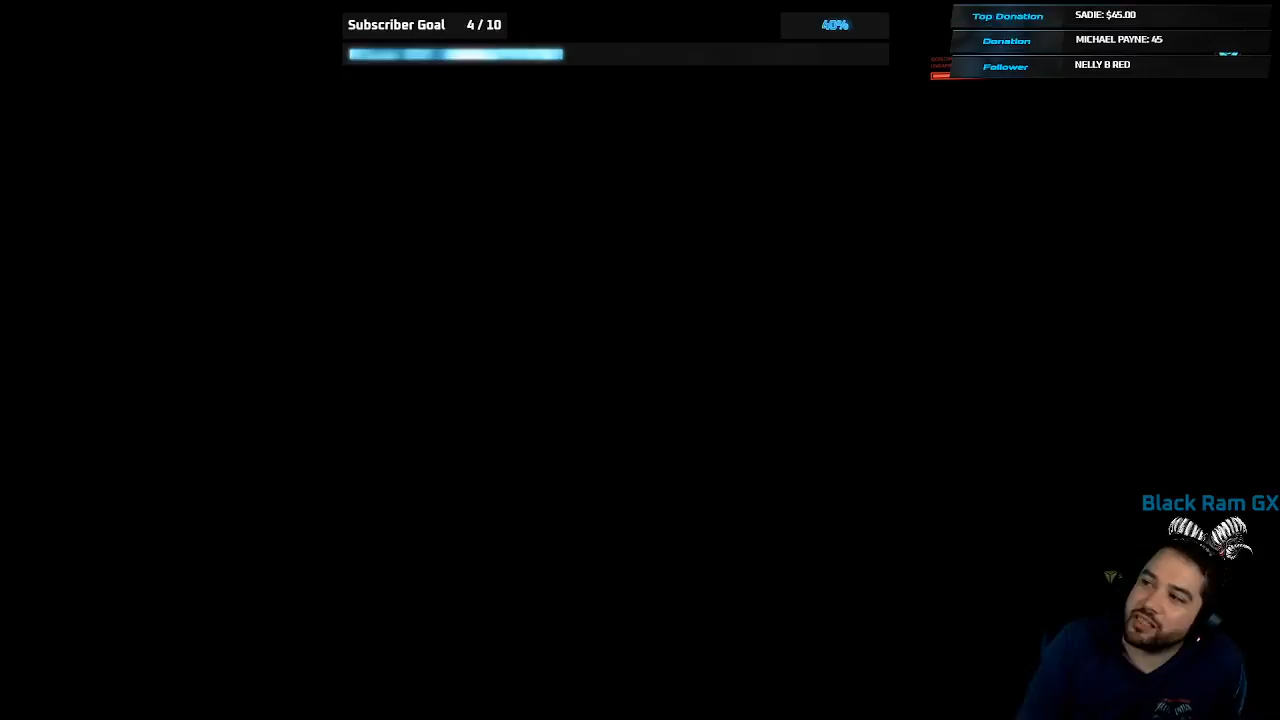 Subscriber Goal 4 / 10
40%
Top Donation SADIE: $45.00
Donation MICHAEL PAYNE: 45
Follower NELLY B RED
Black Ram GX